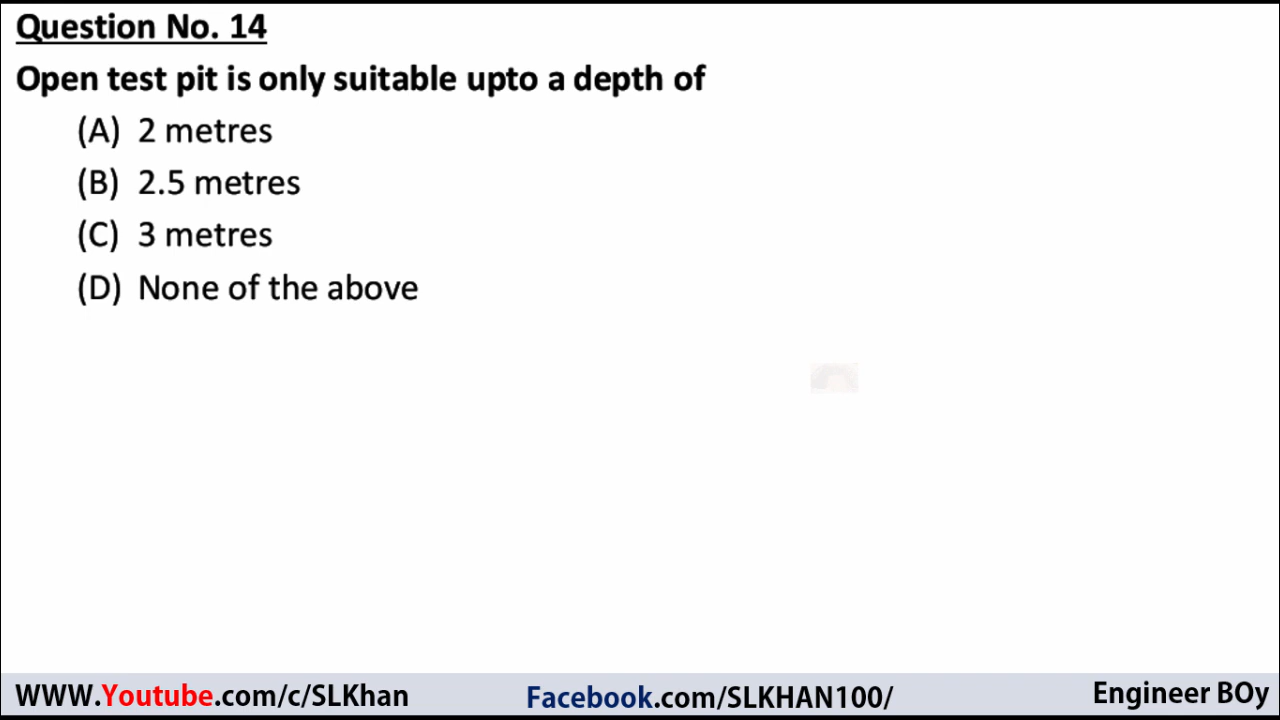 Question No. 14
Open test pit is only suitable upto a depth of
(A) 2 metres
(B) 2.5 metres
(C) 3 metres
(D) None of the above
WWW.Youtube.com/c/SLKhan
Facebook.com/SLKHAN100/
Engineer BOy